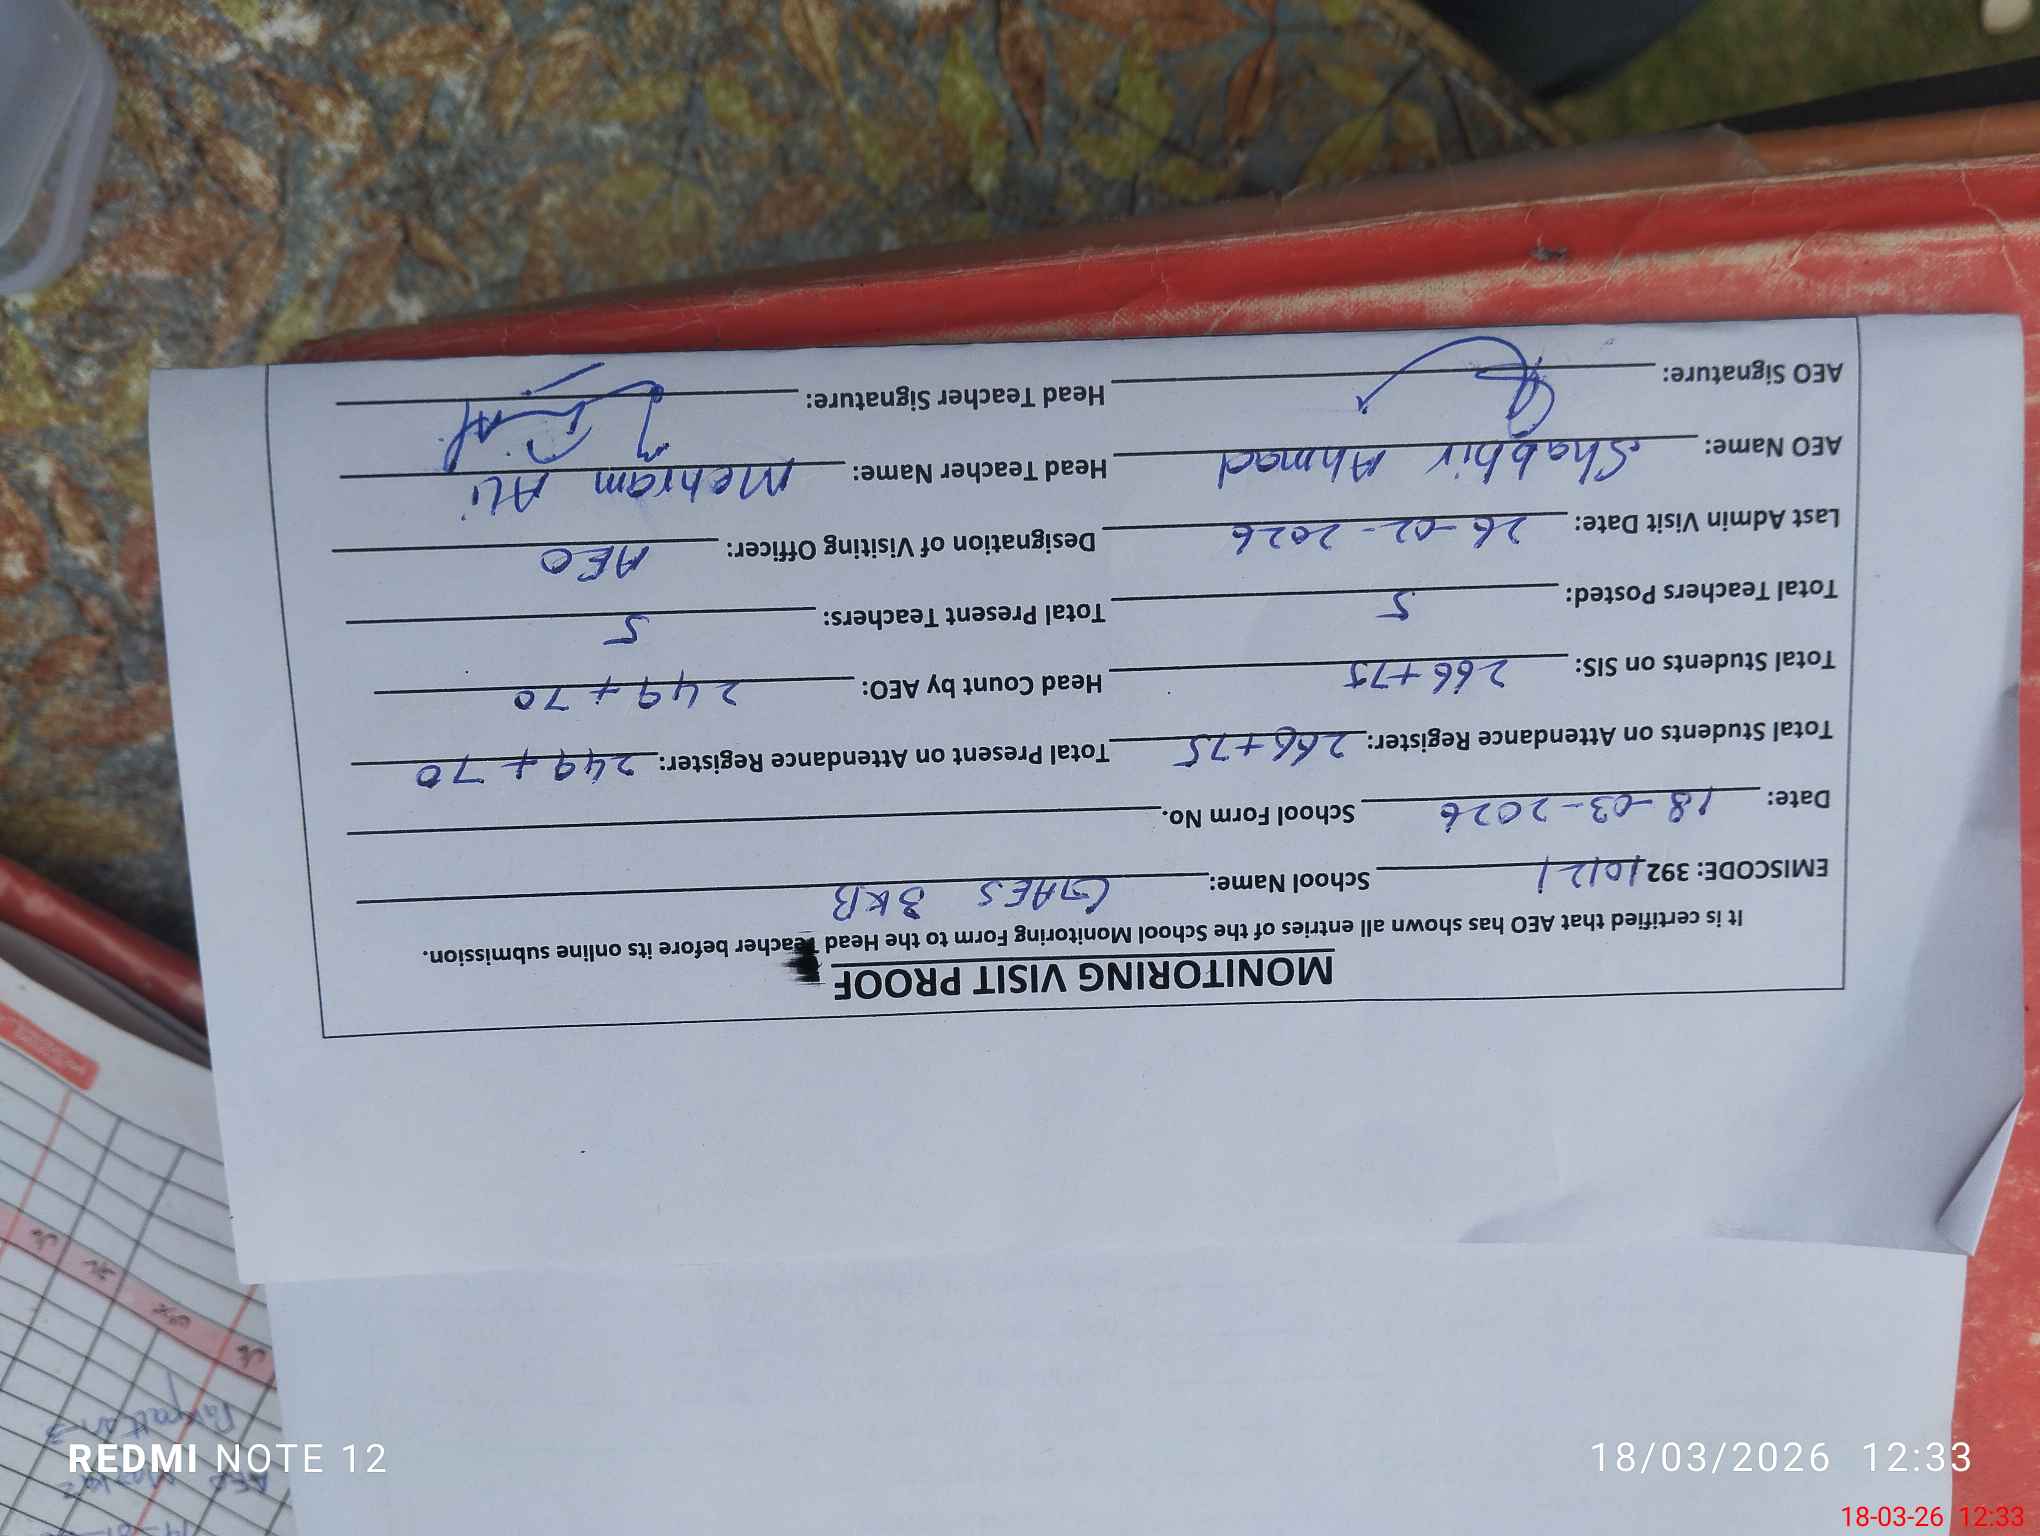 MONITORING VISIT PROOF
It is certified that AEO has shown all entries of the School Monitoring Form to the Head Teacher before its online submission.
EMISCODE: 39210121 School Name: GAES 3KB
Date: 18-03-2026 School Form No.
Total Students on Attendance Register: 266+75 Total Present on Attendance Register: 249+70
Total Students on SIS: 266+75 Head Count by AEO: 249+70
Total Teachers Posted: 5 Total Present Teachers: 5
Last Admin Visit Date: 26-02-2026 Designation of Visiting Officer: AEO
AEO Name: Shabbir Ahmad Head Teacher Name: Mehram Ali
AEO Signature: Head Teacher Signature:
REDMI NOTE 12
18/03/2026 12:33
18-03-26 12:33